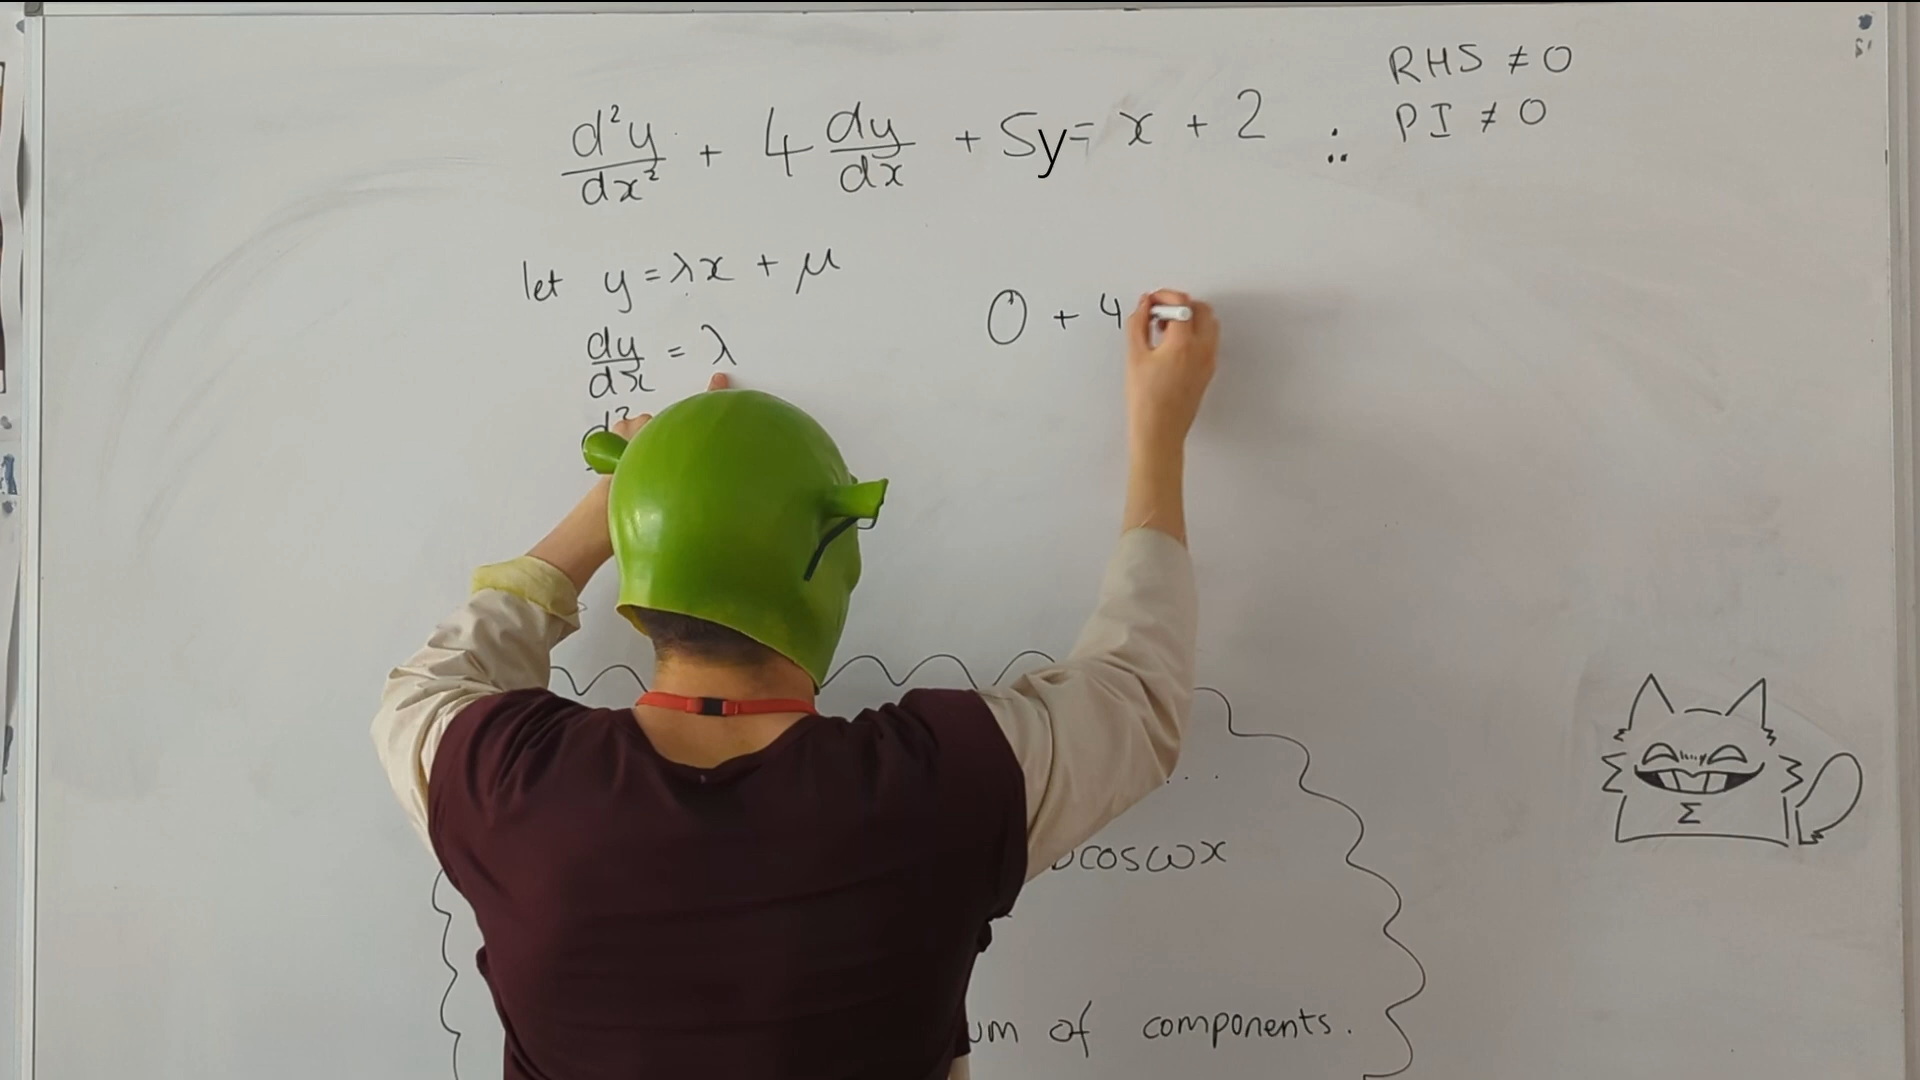 d²y/dx² + 4 dy/dx + 5y = x + 2 ∴ RHS ≠ 0
PI ≠ 0
let y = λx + μ
dy/dx = λ
d²
0 + 4
...
cosωx
of components.
Σ